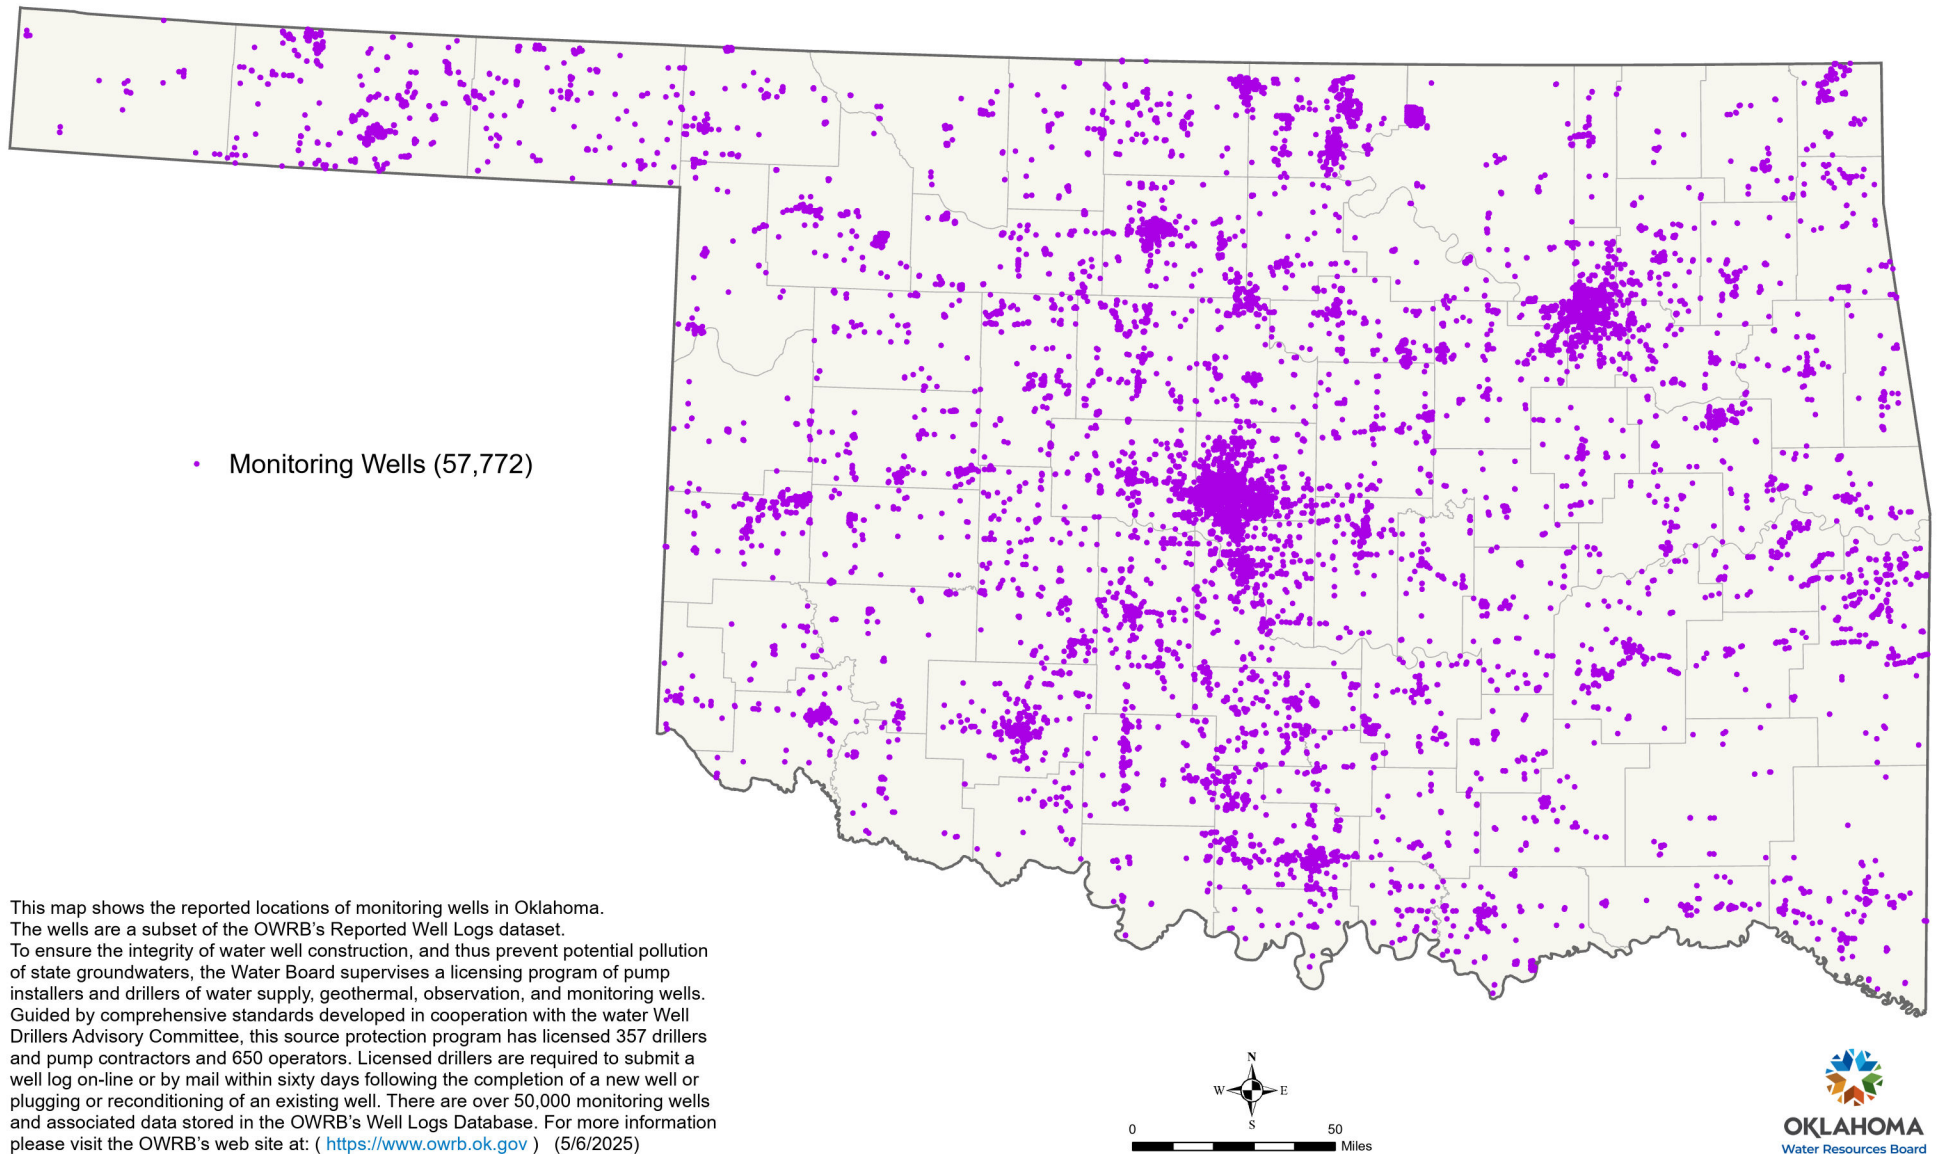 Monitoring Wells (57,772)
This map shows the reported locations of monitoring wells in Oklahoma.
The wells are a subset of the OWRB's Reported Well Logs dataset.
To ensure the integrity of water well construction, and thus prevent potential pollution
of state groundwaters, the Water Board supervises a licensing program of pump
installers and drillers of water supply, geothermal, observation, and monitoring wells.
Guided by comprehensive standards developed in cooperation with the water Well
Drillers Advisory Committee, this source protection program has licensed 357 drillers
and pump contractors and 650 operators. Licensed drillers are required to submit a
well log on-line or by mail within sixty days following the completion of a new well or
plugging or reconditioning of an existing well. There are over 50,000 monitoring wells
and associated data stored in the OWRB's Well Logs Database. For more information
please visit the OWRB's web site at: ( https://www.owrb.ok.gov ) (5/6/2025)
N
W E
S
0 50
Miles
OKLAHOMA
Water Resources Board